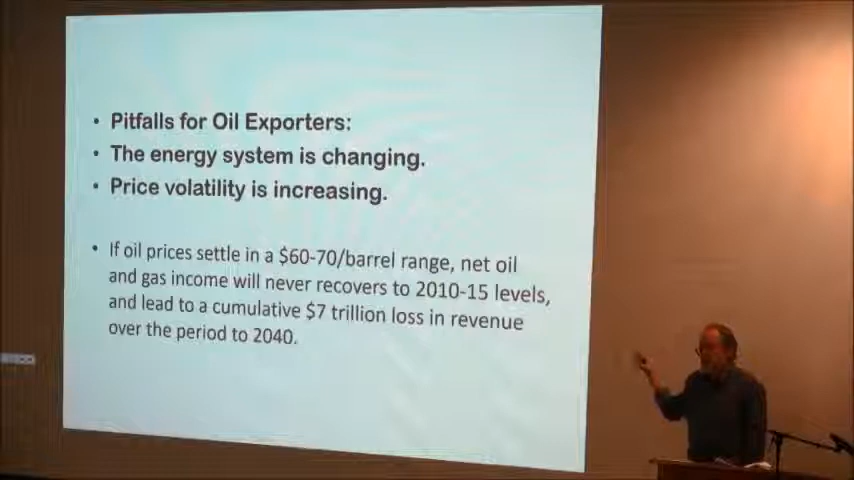 • Pitfalls for Oil Exporters:
• The energy system is changing.
• Price volatility is increasing.
• If oil prices settle in a $60-70/barrel range, net oil
and gas income will never recovers to 2010-15 levels,
and lead to a cumulative $7 trillion loss in revenue
over the period to 2040.